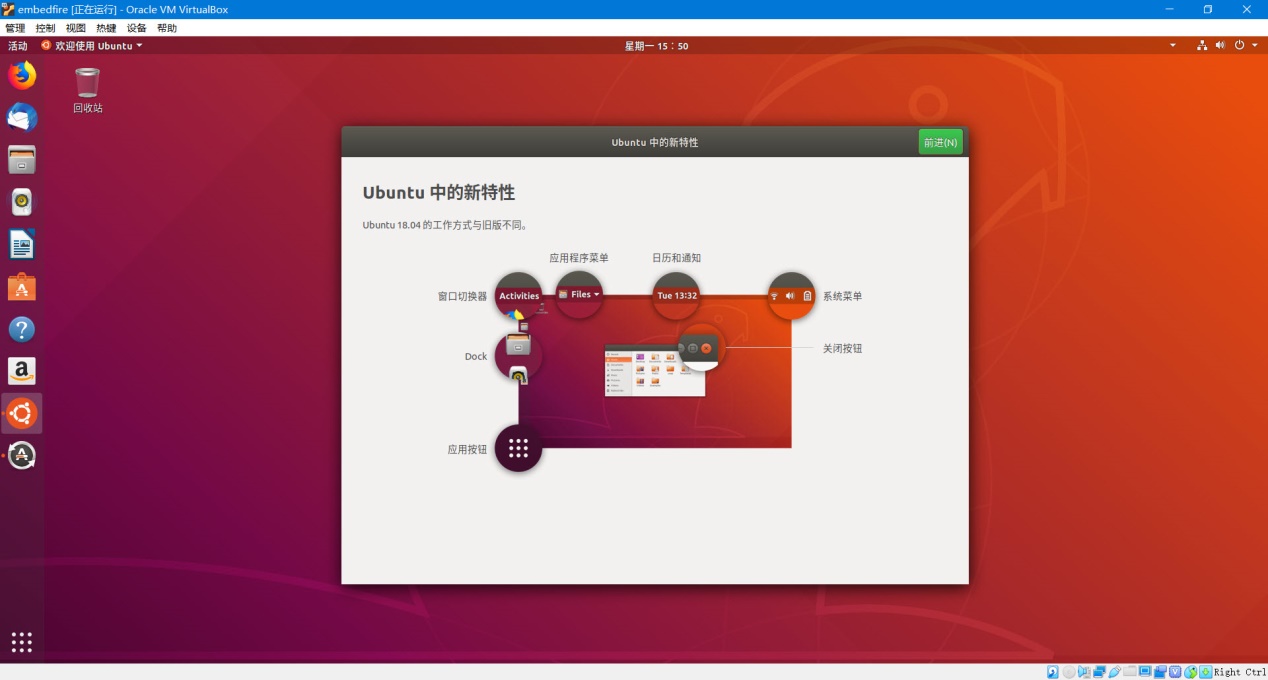 embedfire [正在运行] - Oracle VM VirtualBox
管理 控制 视图 热键 设备 帮助
活动 欢迎使用 Ubuntu 星期一 15：50
回收站
Ubuntu 中的新特性 前进(N)
Ubuntu 中的新特性
Ubuntu 18.04 的工作方式与旧版不同。
应用程序菜单 日历和通知
窗口切换器 Activities Files Tue 13:32 系统菜单
Dock 关闭按钮
应用按钮
Right Ctrl